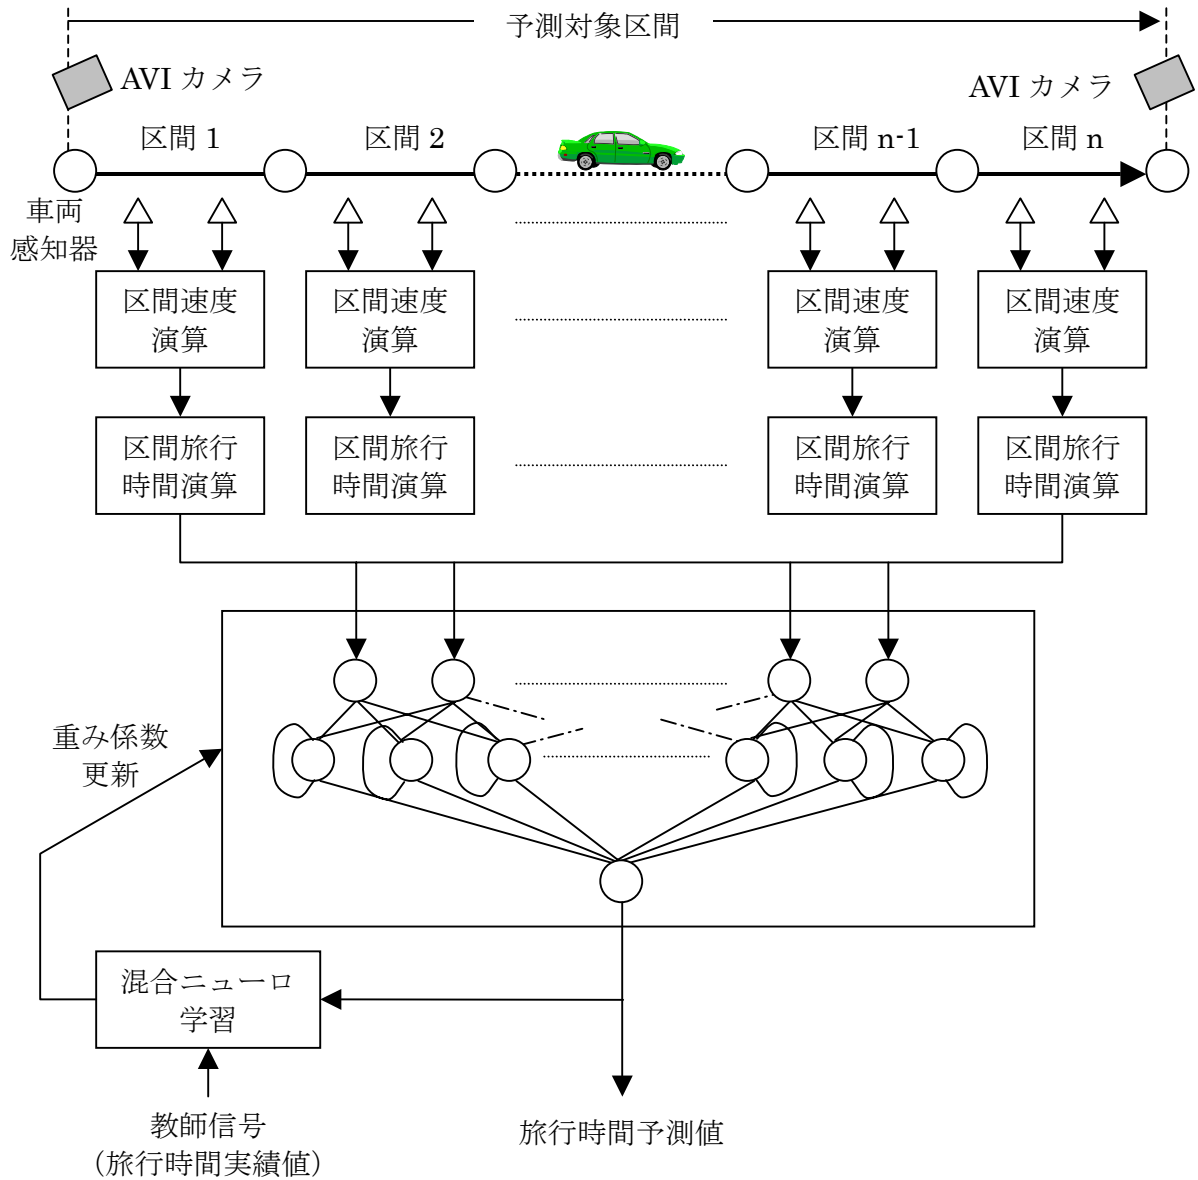 予測対象区間
AVI カメラ
AVI カメラ
区間 1
区間 2
区間 n-1
区間 n
車両
感知器
区間速度
演算
区間速度
演算
区間速度
演算
区間速度
演算
区間旅行
時間演算
区間旅行
時間演算
区間旅行
時間演算
区間旅行
時間演算
重み係数
更新
混合ニューロ
学習
教師信号
（旅行時間実績値）
旅行時間予測値